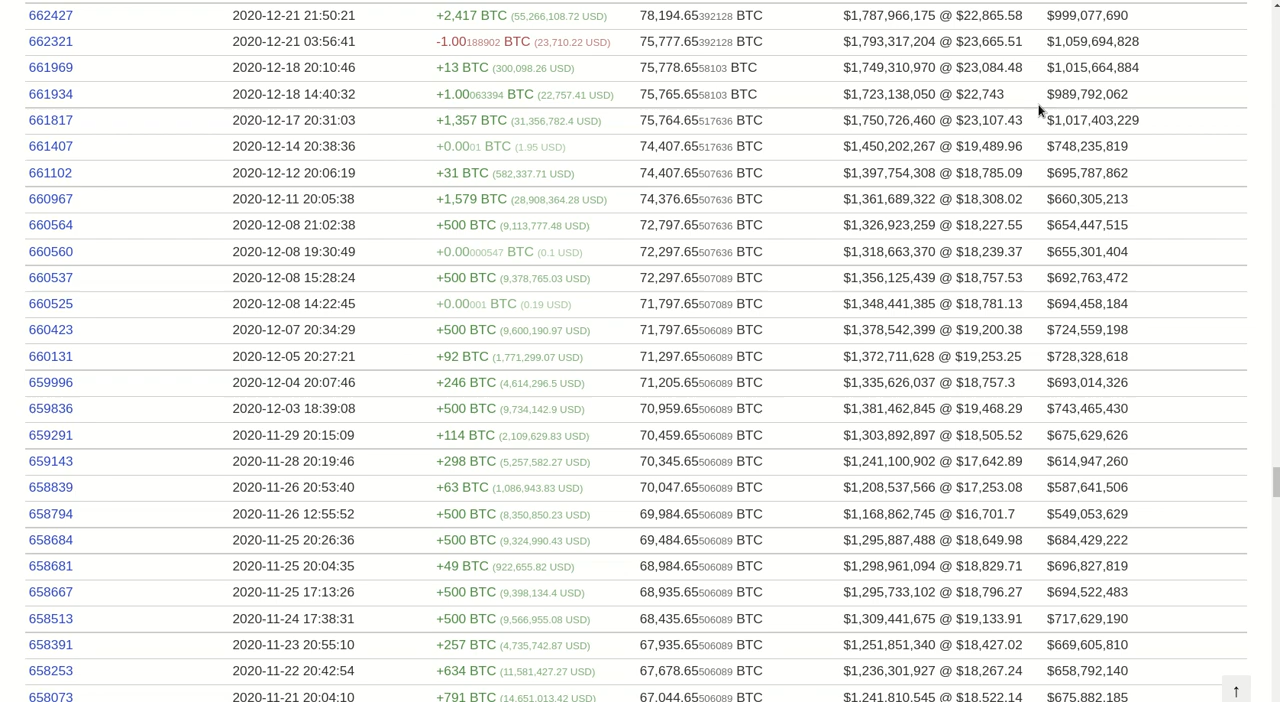 662427 2020-12-21 21:50:21 +2,417 BTC (55,266,108.72 USD) 78,194.65392128 BTC $1,787,966,175 @ $22,865.58 $999,077,690
662321 2020-12-21 03:56:41 -1.00188902 BTC (23,710.22 USD) 75,777.65392128 BTC $1,793,317,204 @ $23,665.51 $1,059,694,828
661969 2020-12-18 20:10:46 +13 BTC (300,098.26 USD) 75,778.6558103 BTC $1,749,310,970 @ $23,084.48 $1,015,664,884
661934 2020-12-18 14:40:32 +1.00063394 BTC (22,757.41 USD) 75,765.6558103 BTC $1,723,138,050 @ $22,743 $989,792,062
661817 2020-12-17 20:31:03 +1,357 BTC (31,356,782.4 USD) 75,764.65517636 BTC $1,750,726,460 @ $23,107.43 $1,017,403,229
661407 2020-12-14 20:38:36 +0.0001 BTC (1.95 USD) 74,407.65517636 BTC $1,450,202,267 @ $19,489.96 $748,235,819
661102 2020-12-12 20:06:19 +31 BTC (582,337.71 USD) 74,407.65507636 BTC $1,397,754,308 @ $18,785.09 $695,787,862
660967 2020-12-11 20:05:38 +1,579 BTC (28,908,364.28 USD) 74,376.65507636 BTC $1,361,689,322 @ $18,308.02 $660,305,213
660564 2020-12-08 21:02:38 +500 BTC (9,113,777.48 USD) 72,797.65507636 BTC $1,326,923,259 @ $18,227.55 $654,447,515
660560 2020-12-08 19:30:49 +0.00000547 BTC (0.1 USD) 72,297.65507636 BTC $1,318,663,370 @ $18,239.37 $655,301,404
660537 2020-12-08 15:28:24 +500 BTC (9,378,765.03 USD) 72,297.65507089 BTC $1,356,125,439 @ $18,757.53 $692,763,472
660525 2020-12-08 14:22:45 +0.00001 BTC (0.19 USD) 71,797.65507089 BTC $1,348,441,385 @ $18,781.13 $694,458,184
660423 2020-12-07 20:34:29 +500 BTC (9,600,190.97 USD) 71,797.65506089 BTC $1,378,542,399 @ $19,200.38 $724,559,198
660131 2020-12-05 20:27:21 +92 BTC (1,771,299.07 USD) 71,297.65506089 BTC $1,372,711,628 @ $19,253.25 $728,328,618
659996 2020-12-04 20:07:46 +246 BTC (4,614,296.5 USD) 71,205.65506089 BTC $1,335,626,037 @ $18,757.3 $693,014,326
659836 2020-12-03 18:39:08 +500 BTC (9,734,142.9 USD) 70,959.65506089 BTC $1,381,462,845 @ $19,468.29 $743,465,430
659291 2020-11-29 20:15:09 +114 BTC (2,109,629.83 USD) 70,459.65506089 BTC $1,303,892,897 @ $18,505.52 $675,629,626
659143 2020-11-28 20:19:46 +298 BTC (5,257,582.27 USD) 70,345.65506089 BTC $1,241,100,902 @ $17,642.89 $614,947,260
658839 2020-11-26 20:53:40 +63 BTC (1,086,943.83 USD) 70,047.65506089 BTC $1,208,537,566 @ $17,253.08 $587,641,506
658794 2020-11-26 12:55:52 +500 BTC (8,350,850.23 USD) 69,984.65506089 BTC $1,168,862,745 @ $16,701.7 $549,053,629
658684 2020-11-25 20:26:36 +500 BTC (9,324,990.43 USD) 69,484.65506089 BTC $1,295,887,488 @ $18,649.98 $684,429,222
658681 2020-11-25 20:04:35 +49 BTC (922,655.82 USD) 68,984.65506089 BTC $1,298,961,094 @ $18,829.71 $696,827,819
658667 2020-11-25 17:13:26 +500 BTC (9,398,134.4 USD) 68,935.65506089 BTC $1,295,733,102 @ $18,796.27 $694,522,483
658513 2020-11-24 17:38:31 +500 BTC (9,566,955.08 USD) 68,435.65506089 BTC $1,309,441,675 @ $19,133.91 $717,629,190
658391 2020-11-23 20:55:10 +257 BTC (4,735,742.87 USD) 67,935.65506089 BTC $1,251,851,340 @ $18,427.02 $669,605,810
658253 2020-11-22 20:42:54 +634 BTC (11,581,427.27 USD) 67,678.65506089 BTC $1,236,301,927 @ $18,267.24 $658,792,140
658073 2020-11-21 20:04:10 +791 BTC (14,651,013.42 USD) 67,044.65506089 BTC $1,241,810,545 @ $18,522.14 $675,882,185
↑